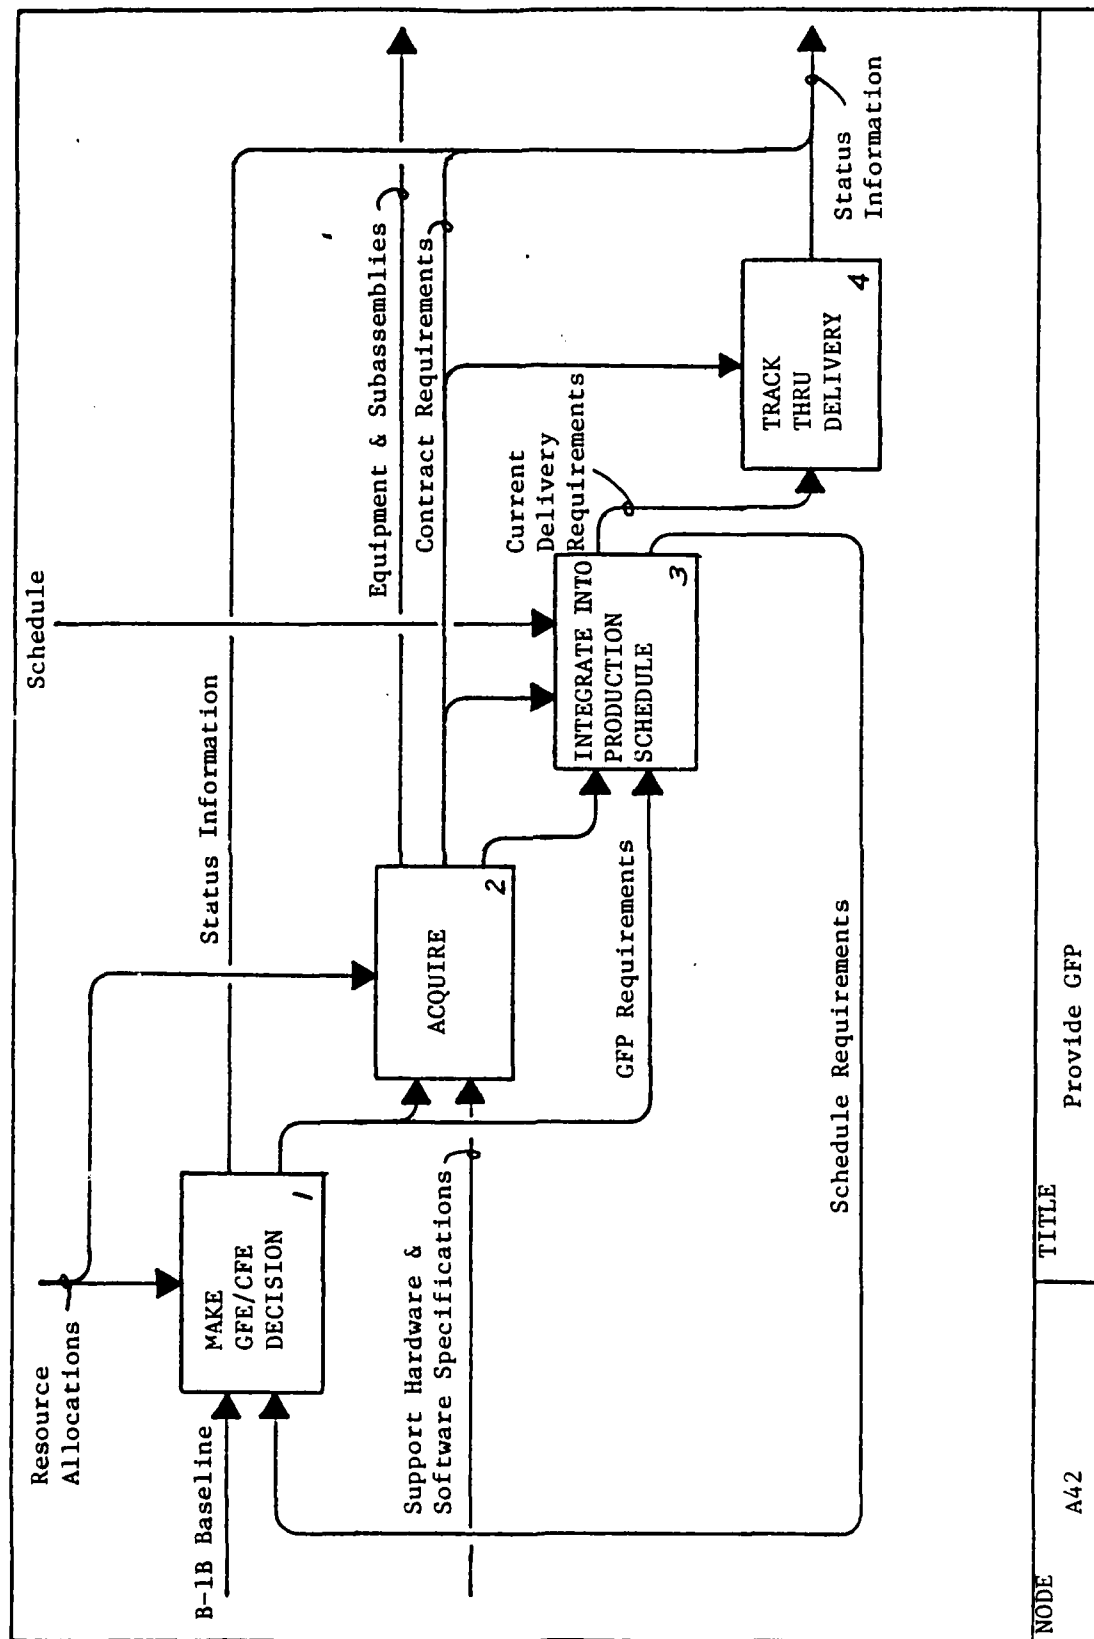 Schedule
Resource
Allocations
B-1B Baseline
MAKE
GFE/CFE
DECISION
1
Status Information
Support Hardware &
Software Specifications
ACQUIRE
2
Equipment & Subassemblies
Contract Requirements
GFP Requirements
Current
Delivery
Requirements
INTEGRATE INTO
PRODUCTION
SCHEDULE
3
TRACK
THRU
DELIVERY
4
Status
Information
Schedule Requirements
NODE
A42
TITLE
Provide GFP